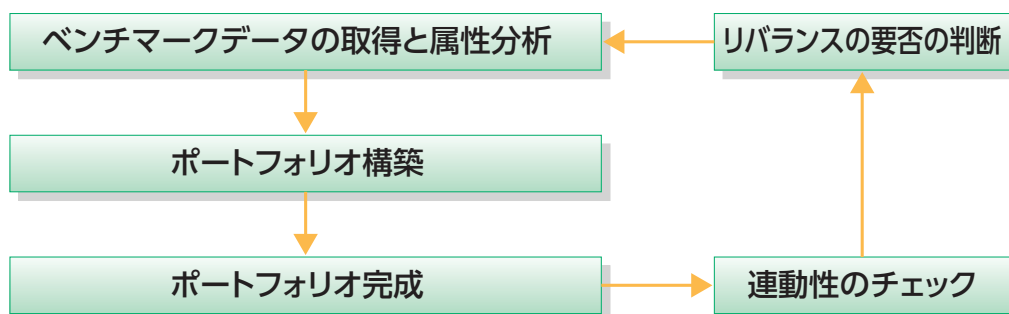 ベンチマークデータの取得と属性分析
リバランスの要否の判断
ポートフォリオ構築
ポートフォリオ完成
連動性のチェック